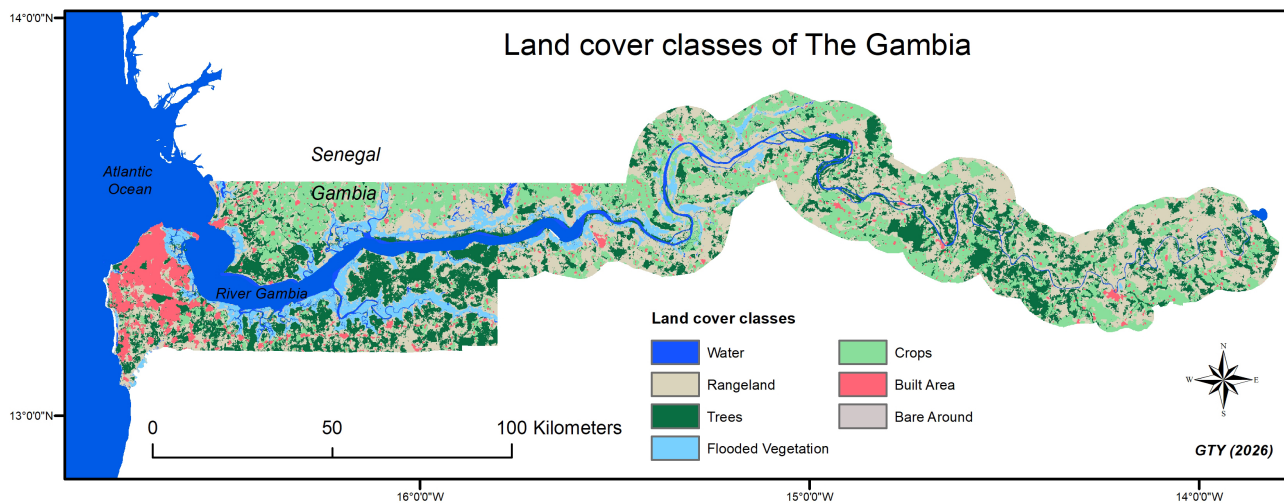 14°0'0"N
Land cover classes of The Gambia
Senegal
Atlantic
Ocean
Gambia
River Gambia
Land cover classes
Water
Crops
Rangeland
Built Area
Trees
Bare Around
Flooded Vegetation
N
W
E
S
13°0'0"N
0
50
100 Kilometers
GTY (2026)
16°0'0"W
15°0'0"W
14°0'0"W